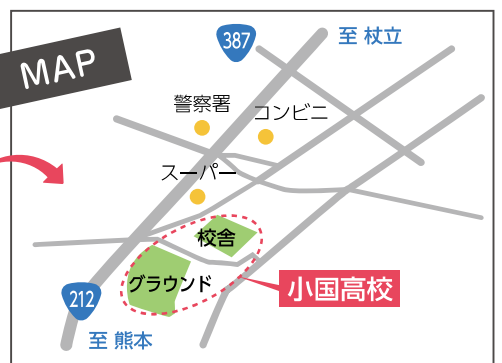 387
至 杖立
MAP
警察署
コンビニ
スーパー
校舎
グラウンド
小国高校
212
至 熊本